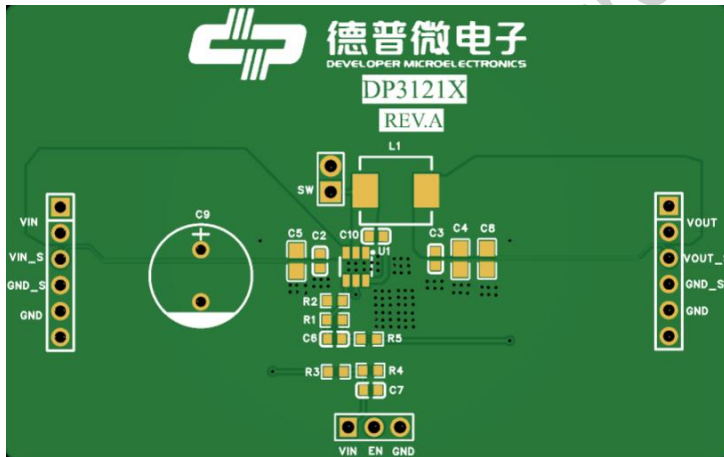 德普微电子
DEVELOPER MICROELECTRONICS
DP3121X
REV.A
L1
SW
VIN
C9
C5
C2
C10
U1
C3
C4
C8
VOUT
VIN_S
VOUT_S
GND_S
GND_S
GND
GND
R2
R1
C6
R5
R3
R4
C7
VIN EN GND